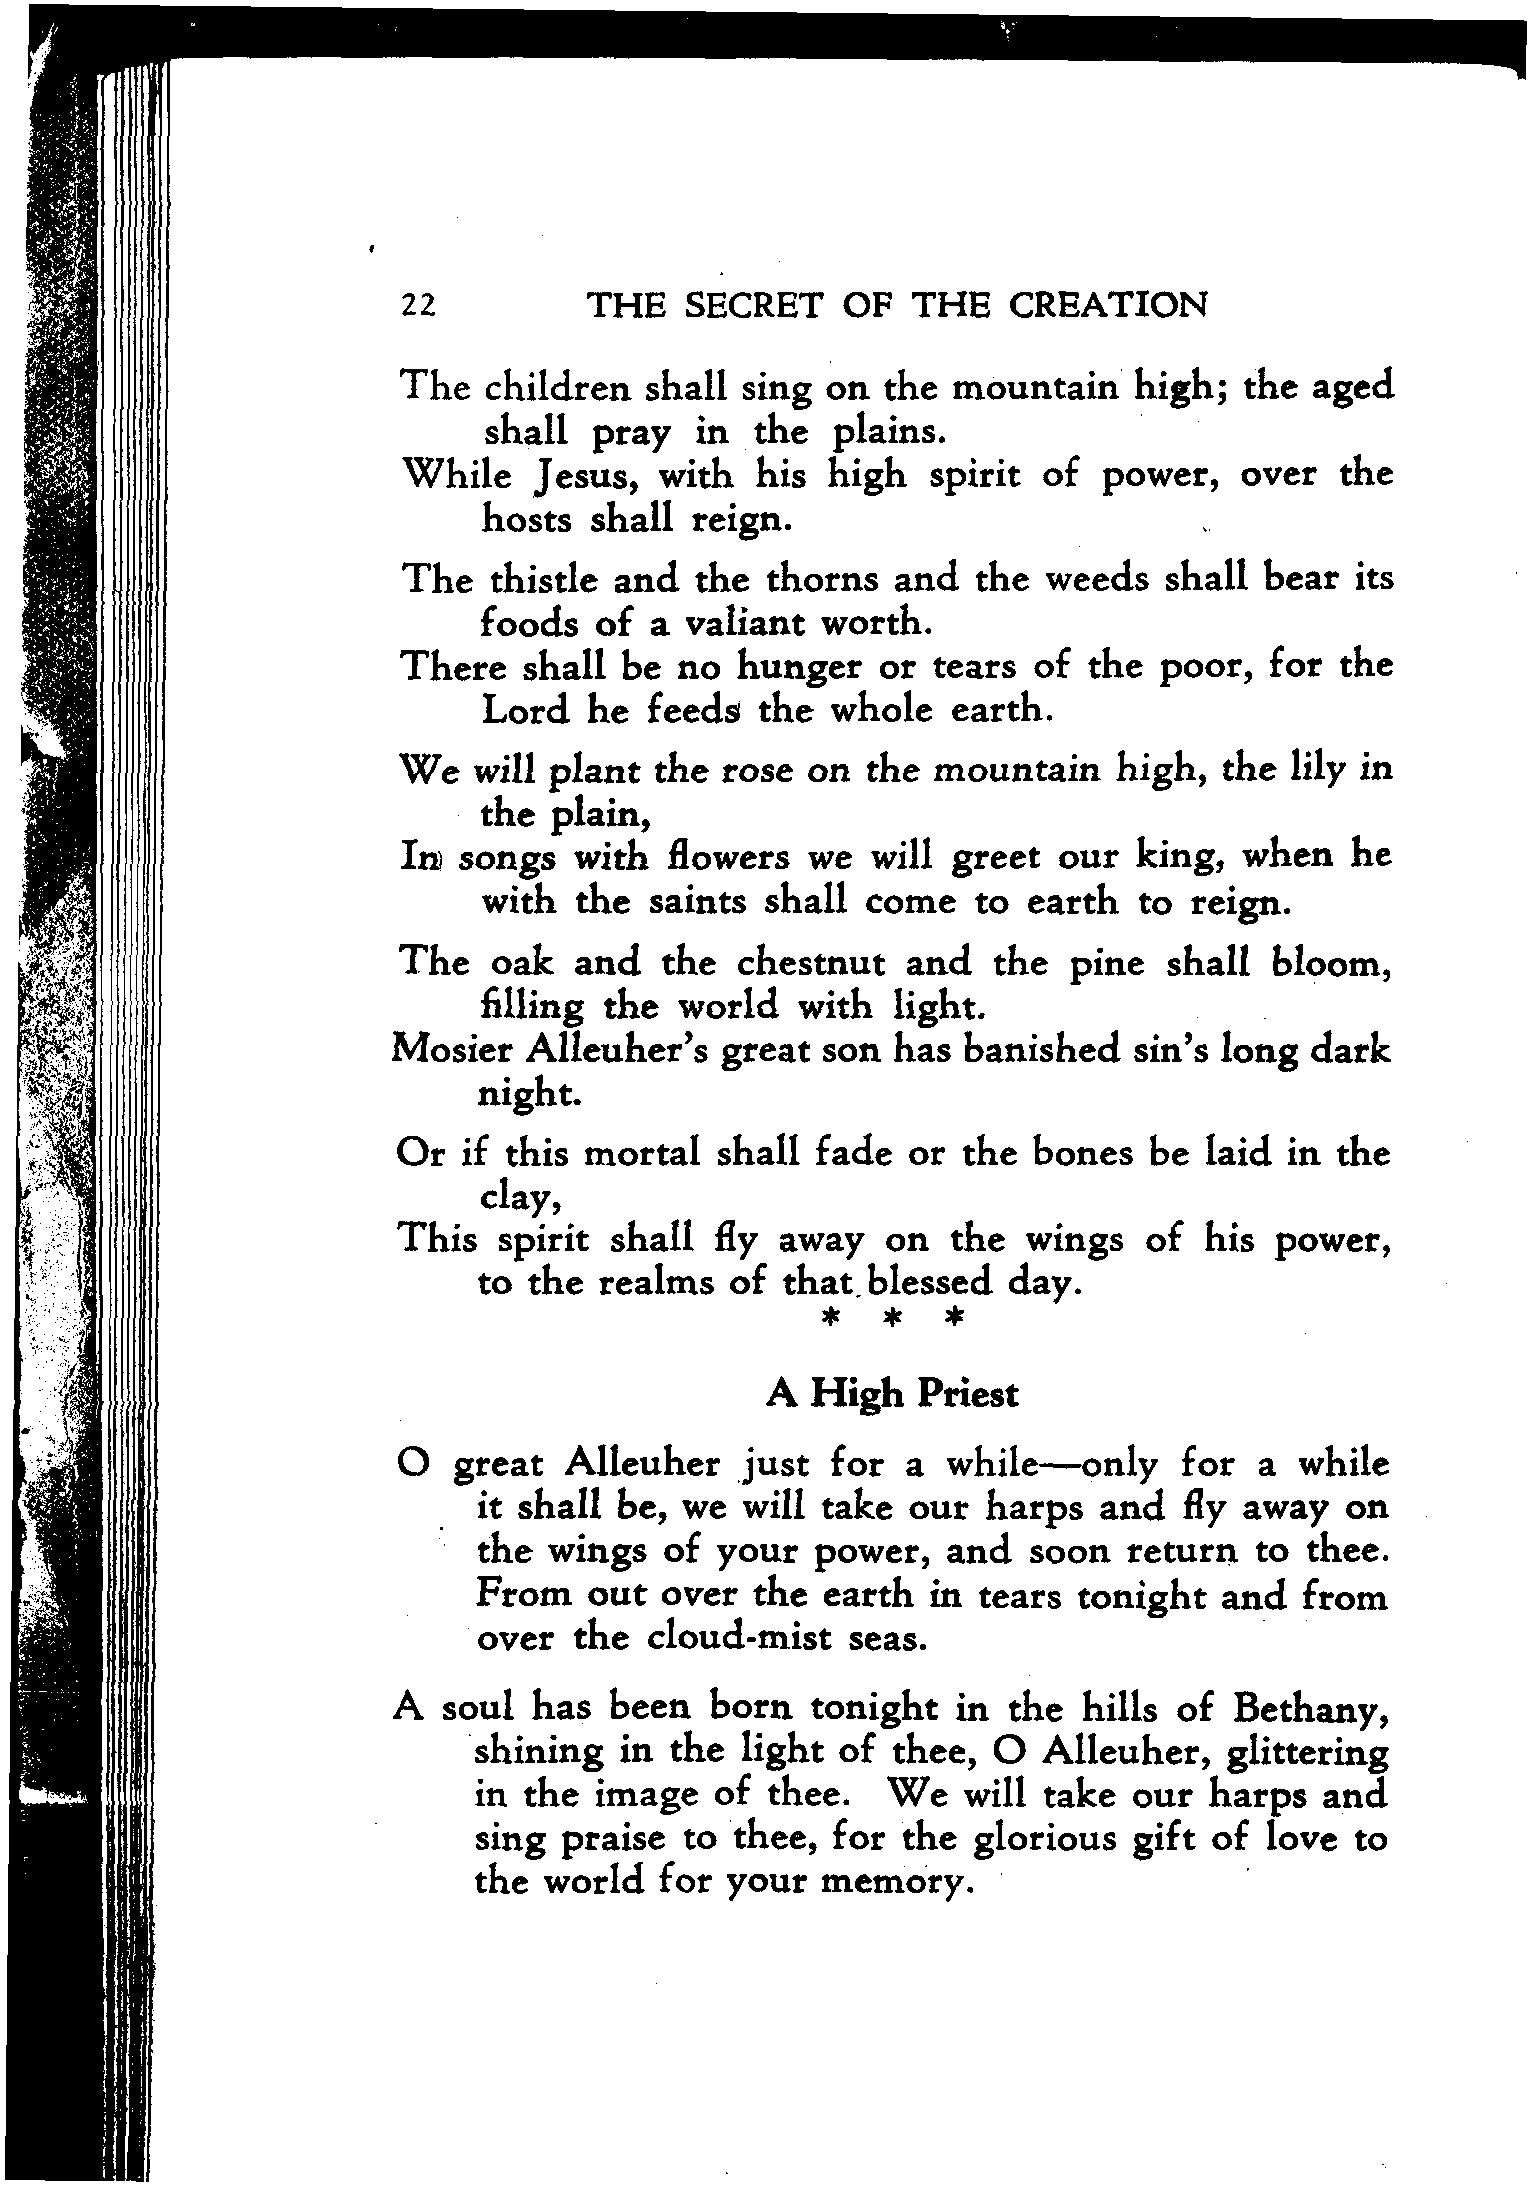 22 THE SECRET OF THE CREATION
The children shall sing on the mountain high; the aged
shall pray in the plains.
While Jesus, with his high spirit of power, over the
hosts shall reign.
The thistle and the thorns and the weeds shall bear its
foods of a valiant worth.
There shall be no hunger or tears of the poor, for the
Lord he feeds the whole earth.
We will plant the rose on the mountain high, the lily in
the plain,
In songs with flowers we will greet our king, when he
with the saints shall come to earth to reign.
The oak and the chestnut and the pine shall bloom,
filling the world with light.
Mosier Alleuher's great son has banished sin's long dark
night.
Or if this mortal shall fade or the bones be laid in the
clay,
This spirit shall fly away on the wings of his power,
to the realms of that blessed day.
* * *
A High Priest
O great Alleuher just for a while—only for a while
it shall be, we will take our harps and fly away on
the wings of your power, and soon return to thee.
From out over the earth in tears tonight and from
over the cloud-mist seas.
A soul has been born tonight in the hills of Bethany,
shining in the light of thee, O Alleuher, glittering
in the image of thee. We will take our harps and
sing praise to thee, for the glorious gift of love to
the world for your memory.